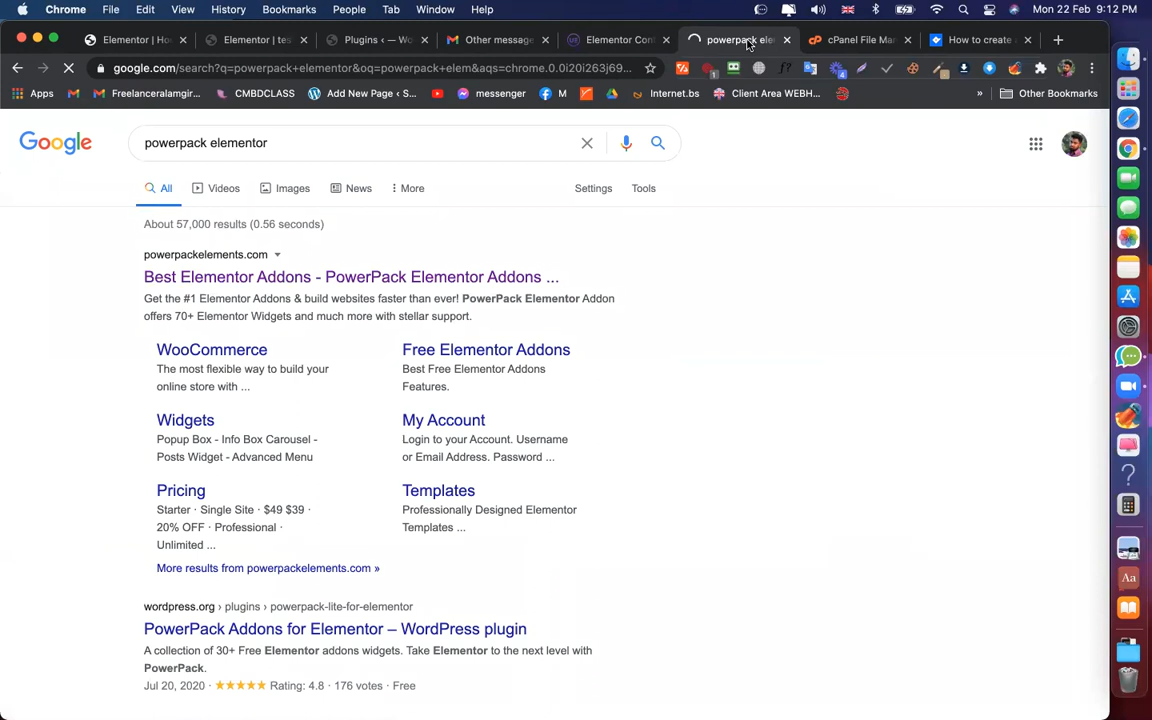 Chrome File Edit View History Bookmarks People Tab Window Help Mon 22 Feb 9:12 PM
Elementor | Ho Elementor | tes Plugins ‹ — Wo Other message Elementor Con powerpack ele cPanel File Ma How to create
google.com/search?q=powerpack+elementor&oq=powerpack+elem&aqs=chrome.0.0i20i263j69...
Apps Freelanceralamgir... CMBDCLASS Add New Page ‹ S... messenger M Internet.bs Client Area WEBH... » Other Bookmarks
Google powerpack elementor
All Videos Images News More Settings Tools
About 57,000 results (0.56 seconds)
powerpackelements.com
Best Elementor Addons - PowerPack Elementor Addons ...
Get the #1 Elementor Addons & build websites faster than ever! PowerPack Elementor Addon
offers 70+ Elementor Widgets and much more with stellar support.
WooCommerce
The most flexible way to build your
online store with ...
Free Elementor Addons
Best Free Elementor Addons
Features.
Widgets
Popup Box - Info Box Carousel -
Posts Widget - Advanced Menu
My Account
Login to your Account. Username
or Email Address. Password ...
Pricing
Starter · Single Site · $49 $39 ·
20% OFF · Professional ·
Unlimited ...
Templates
Professionally Designed Elementor
Templates ...
More results from powerpackelements.com »
wordpress.org › plugins › powerpack-lite-for-elementor
PowerPack Addons for Elementor – WordPress plugin
A collection of 30+ Free Elementor addons widgets. Take Elementor to the next level with
PowerPack.
Jul 20, 2020 · Rating: 4.8 · 176 votes · Free